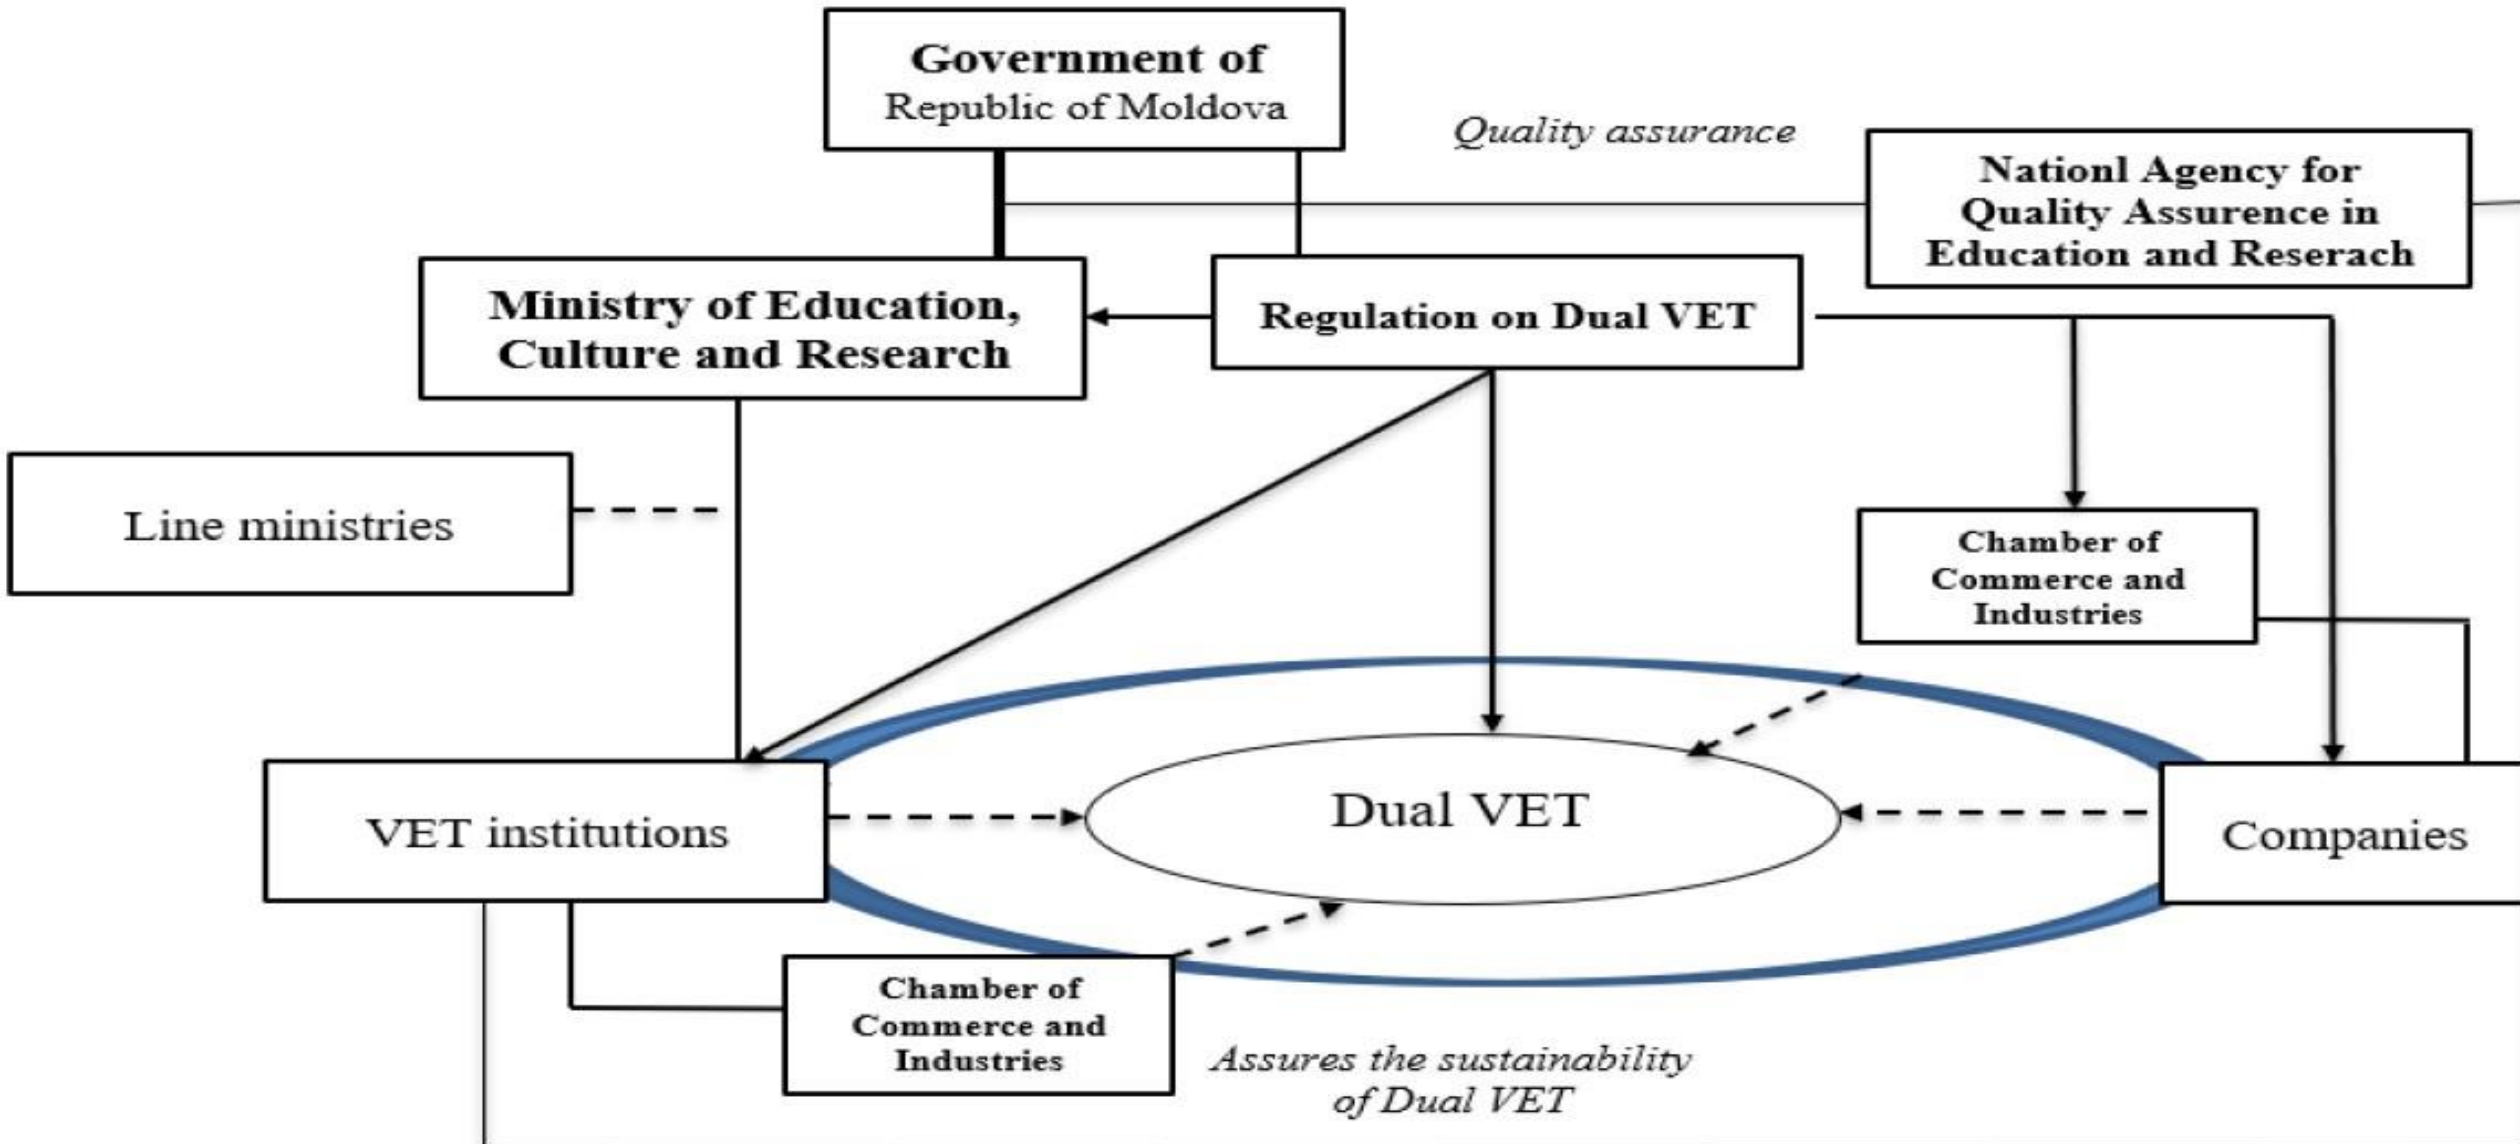 Government of
Republic of Moldova
Quality assurance
Nationl Agency for
Quality Assurence in
Education and Reserach
Ministry of Education,
Culture and Research
Regulation on Dual VET
Line ministries
Chamber of
Commerce and
Industries
VET institutions
Dual VET
Companies
Chamber of
Commerce and
Industries
Assures the sustainability
of Dual VET